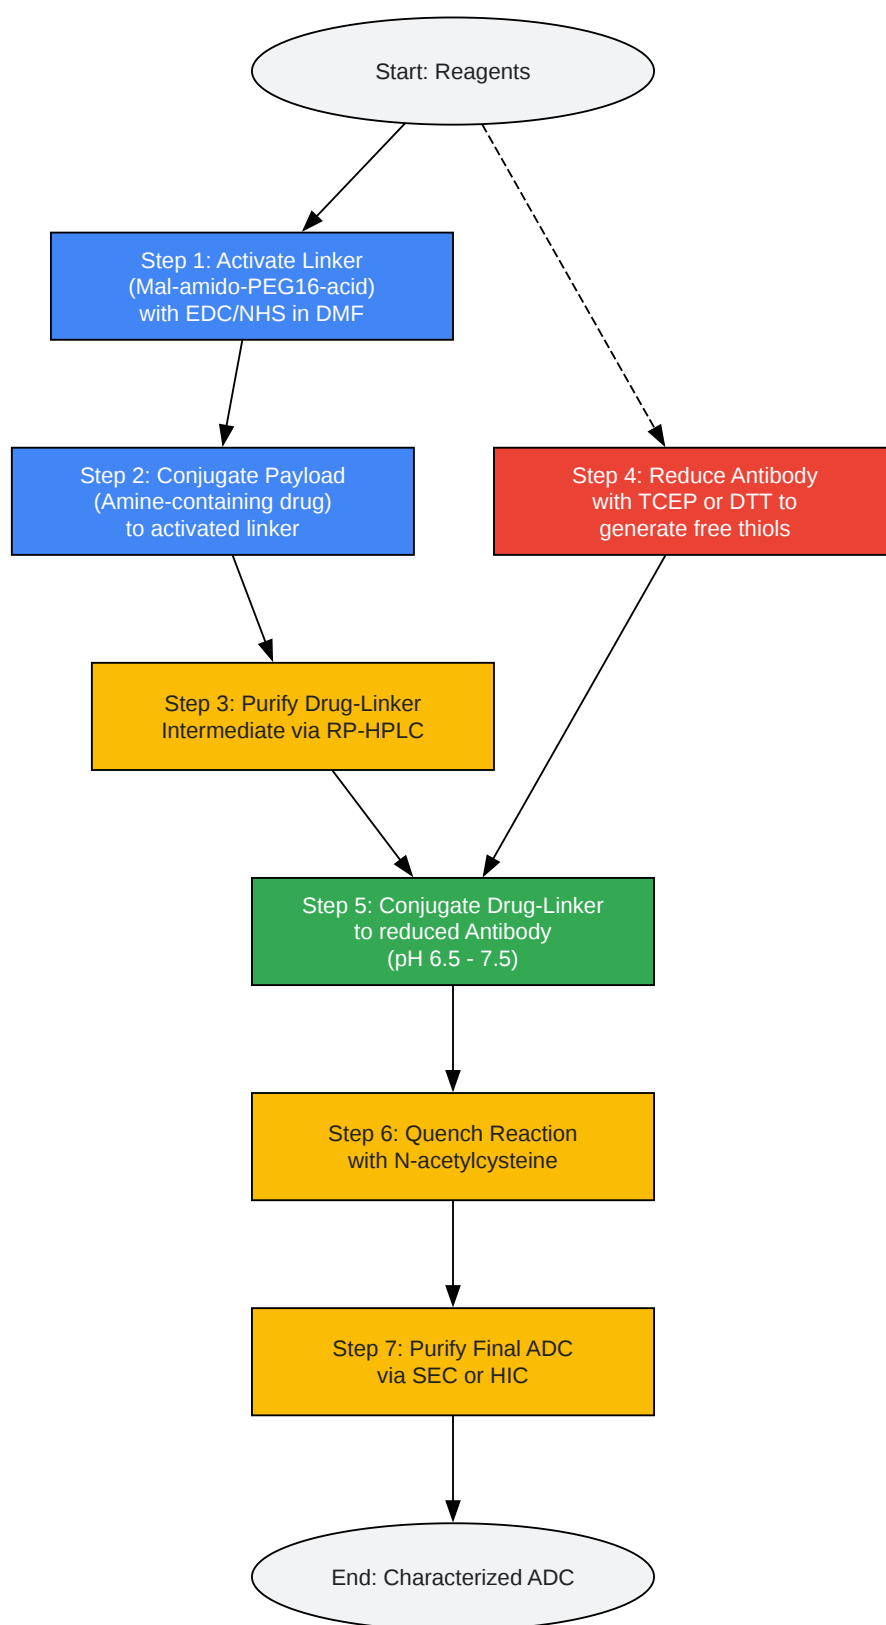 Start: Reagents
Step 1: Activate Linker
(Mal-amido-PEG16-acid)
with EDC/NHS in DMF
Step 2: Conjugate Payload
(Amine-containing drug)
to activated linker
Step 4: Reduce Antibody
with TCEP or DTT to
generate free thiols
Step 3: Purify Drug-Linker
Intermediate via RP-HPLC
Step 5: Conjugate Drug-Linker
to reduced Antibody
(pH 6.5 - 7.5)
Step 6: Quench Reaction
with N-acetylcysteine
Step 7: Purify Final ADC
via SEC or HIC
End: Characterized ADC